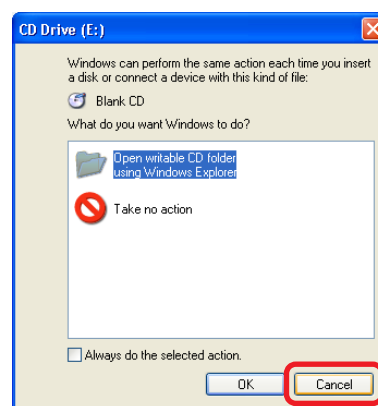 CD Drive (E:)
Windows can perform the same action each time you insert
a disk or connect a device with this kind of file:
Blank CD
What do you want Windows to do?
Open writable CD folder
using Windows Explorer
Take no action
Always do the selected action.
OK
Cancel